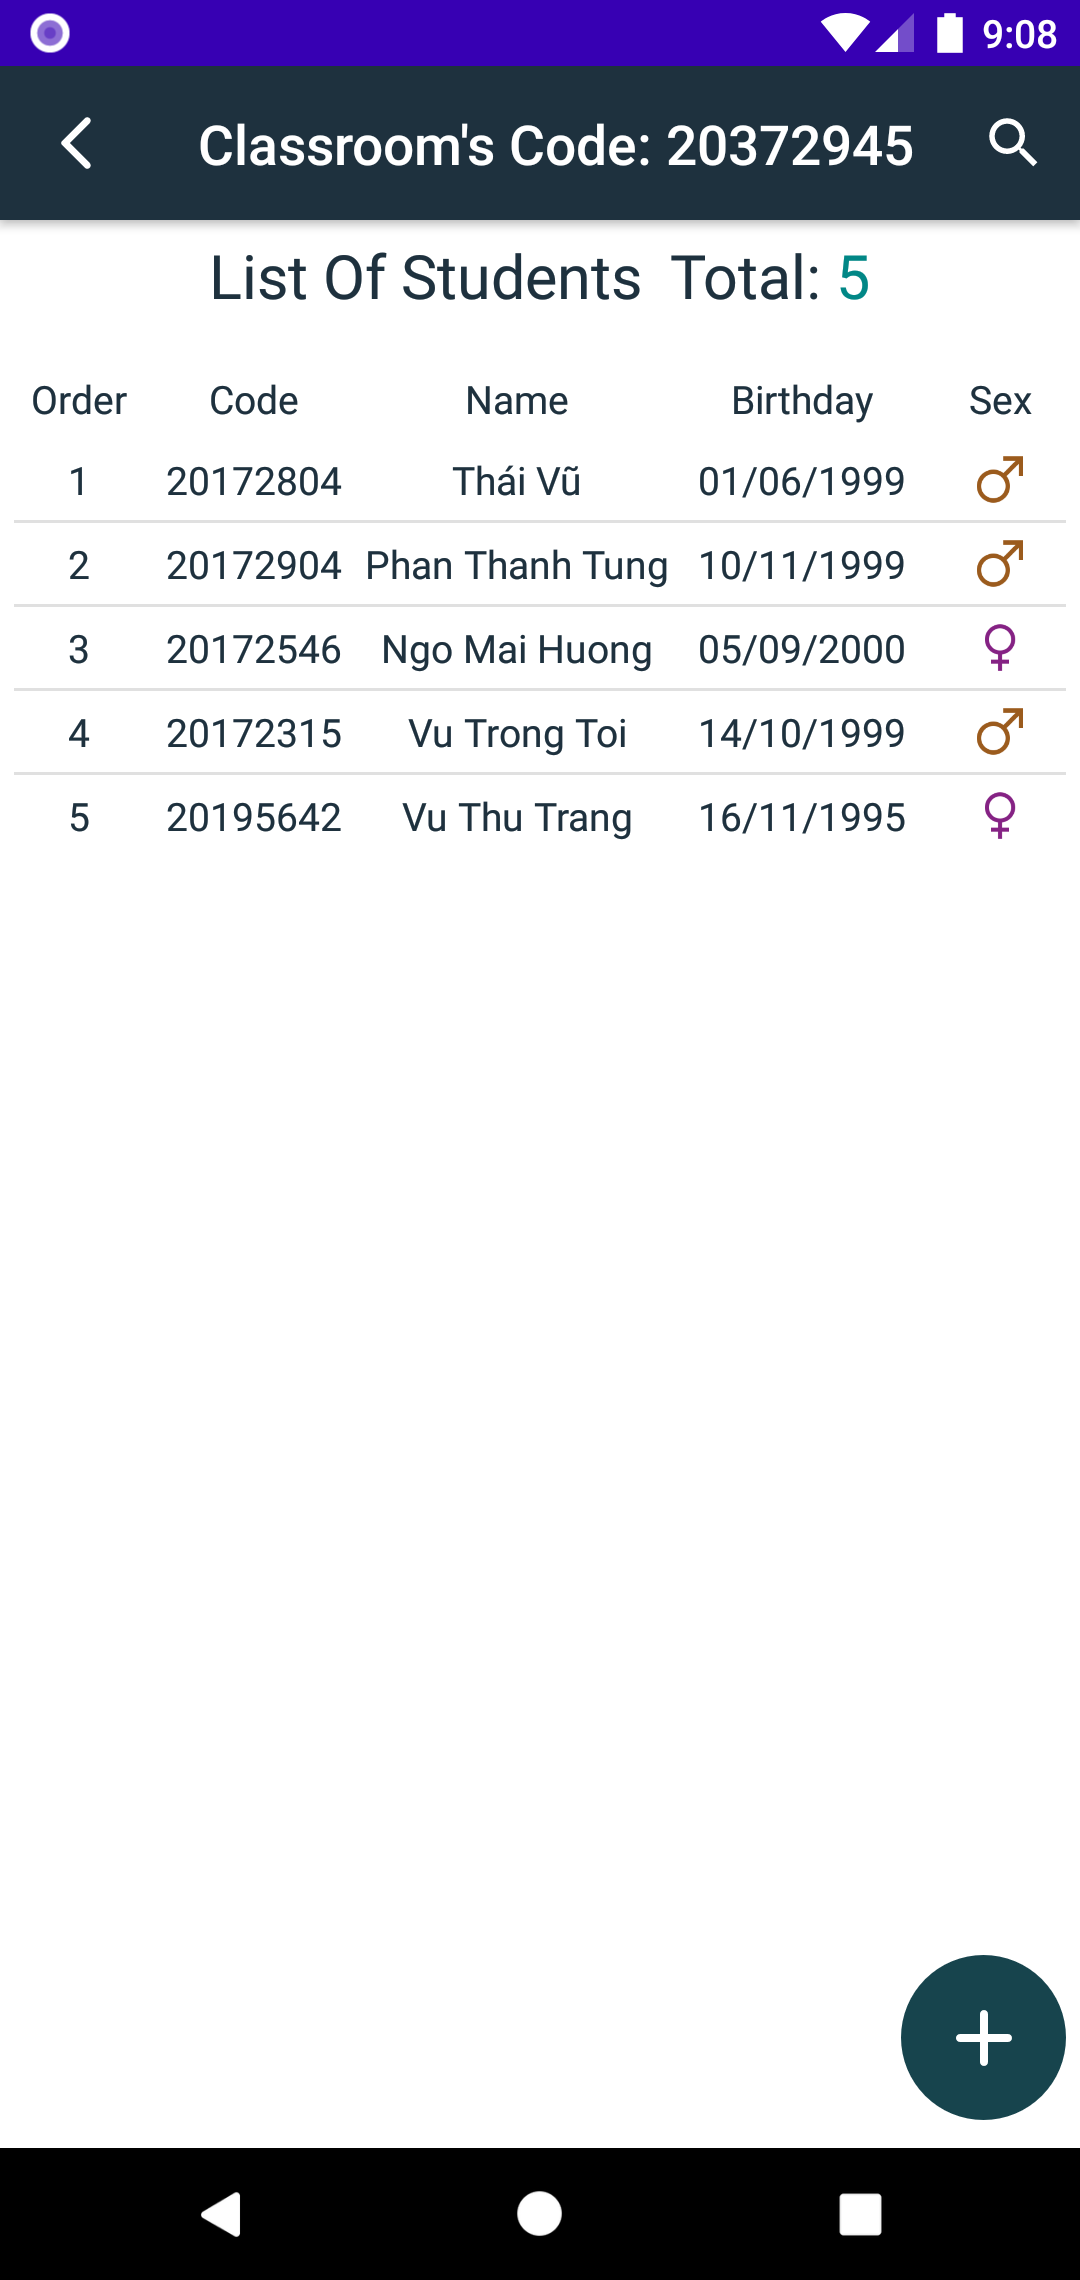 9:08
Classroom's Code: 20372945
List Of Students Total: 5
Order Code Name Birthday Sex
1 20172804 Thái Vũ 01/06/1999
2 20172904 Phan Thanh Tung 10/11/1999
3 20172546 Ngo Mai Huong 05/09/2000
4 20172315 Vu Trong Toi 14/10/1999
5 20195642 Vu Thu Trang 16/11/1995